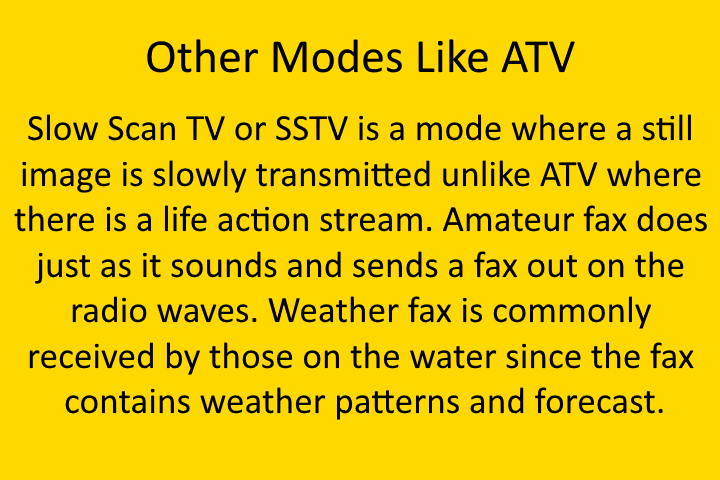 Other Modes Like ATV
Slow Scan TV or SSTV is a mode where a still
image is slowly transmitted unlike ATV where
there is a life action stream. Amateur fax does
just as it sounds and sends a fax out on the
radio waves. Weather fax is commonly
received by those on the water since the fax
contains weather patterns and forecast.